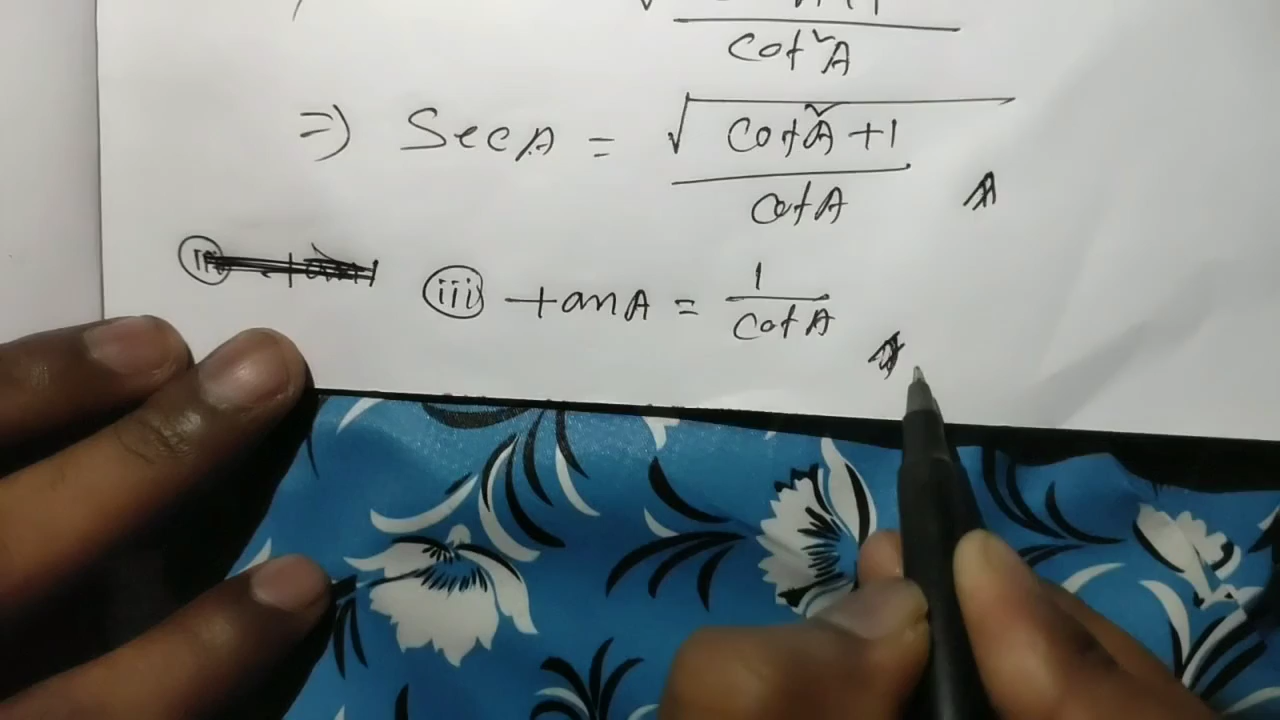 cot²A
⇒ SecA = √cot²A+1 / cotA
(iii) tanA = 1 / cotA